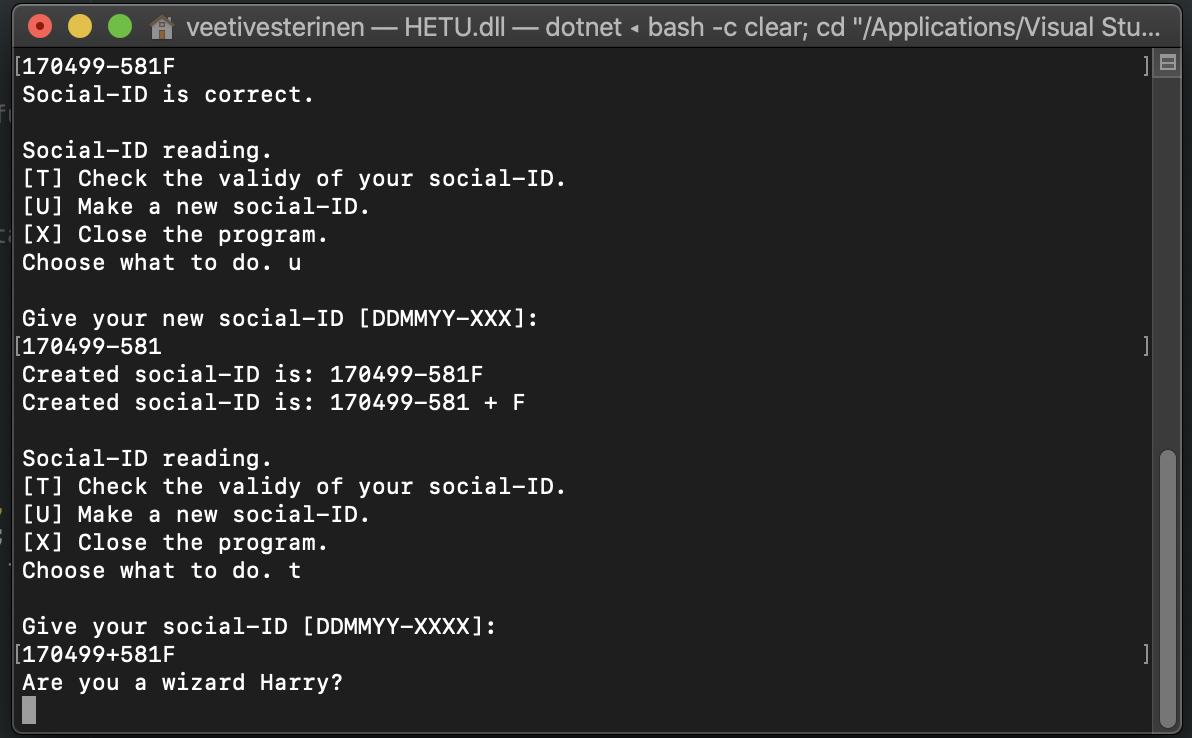 veetivesterinen — HETU.dll — dotnet ◂ bash -c clear; cd "/Applications/Visual Stu...
[170499-581F ]
Social-ID is correct.
Social-ID reading.
[T] Check the validy of your social-ID.
[U] Make a new social-ID.
[X] Close the program.
Choose what to do. u
Give your new social-ID [DDMMYY-XXX]:
[170499-581 ]
Created social-ID is: 170499-581F
Created social-ID is: 170499-581 + F
Social-ID reading.
[T] Check the validy of your social-ID.
[U] Make a new social-ID.
[X] Close the program.
Choose what to do. t
Give your social-ID [DDMMYY-XXXX]:
[170499+581F ]
Are you a wizard Harry?